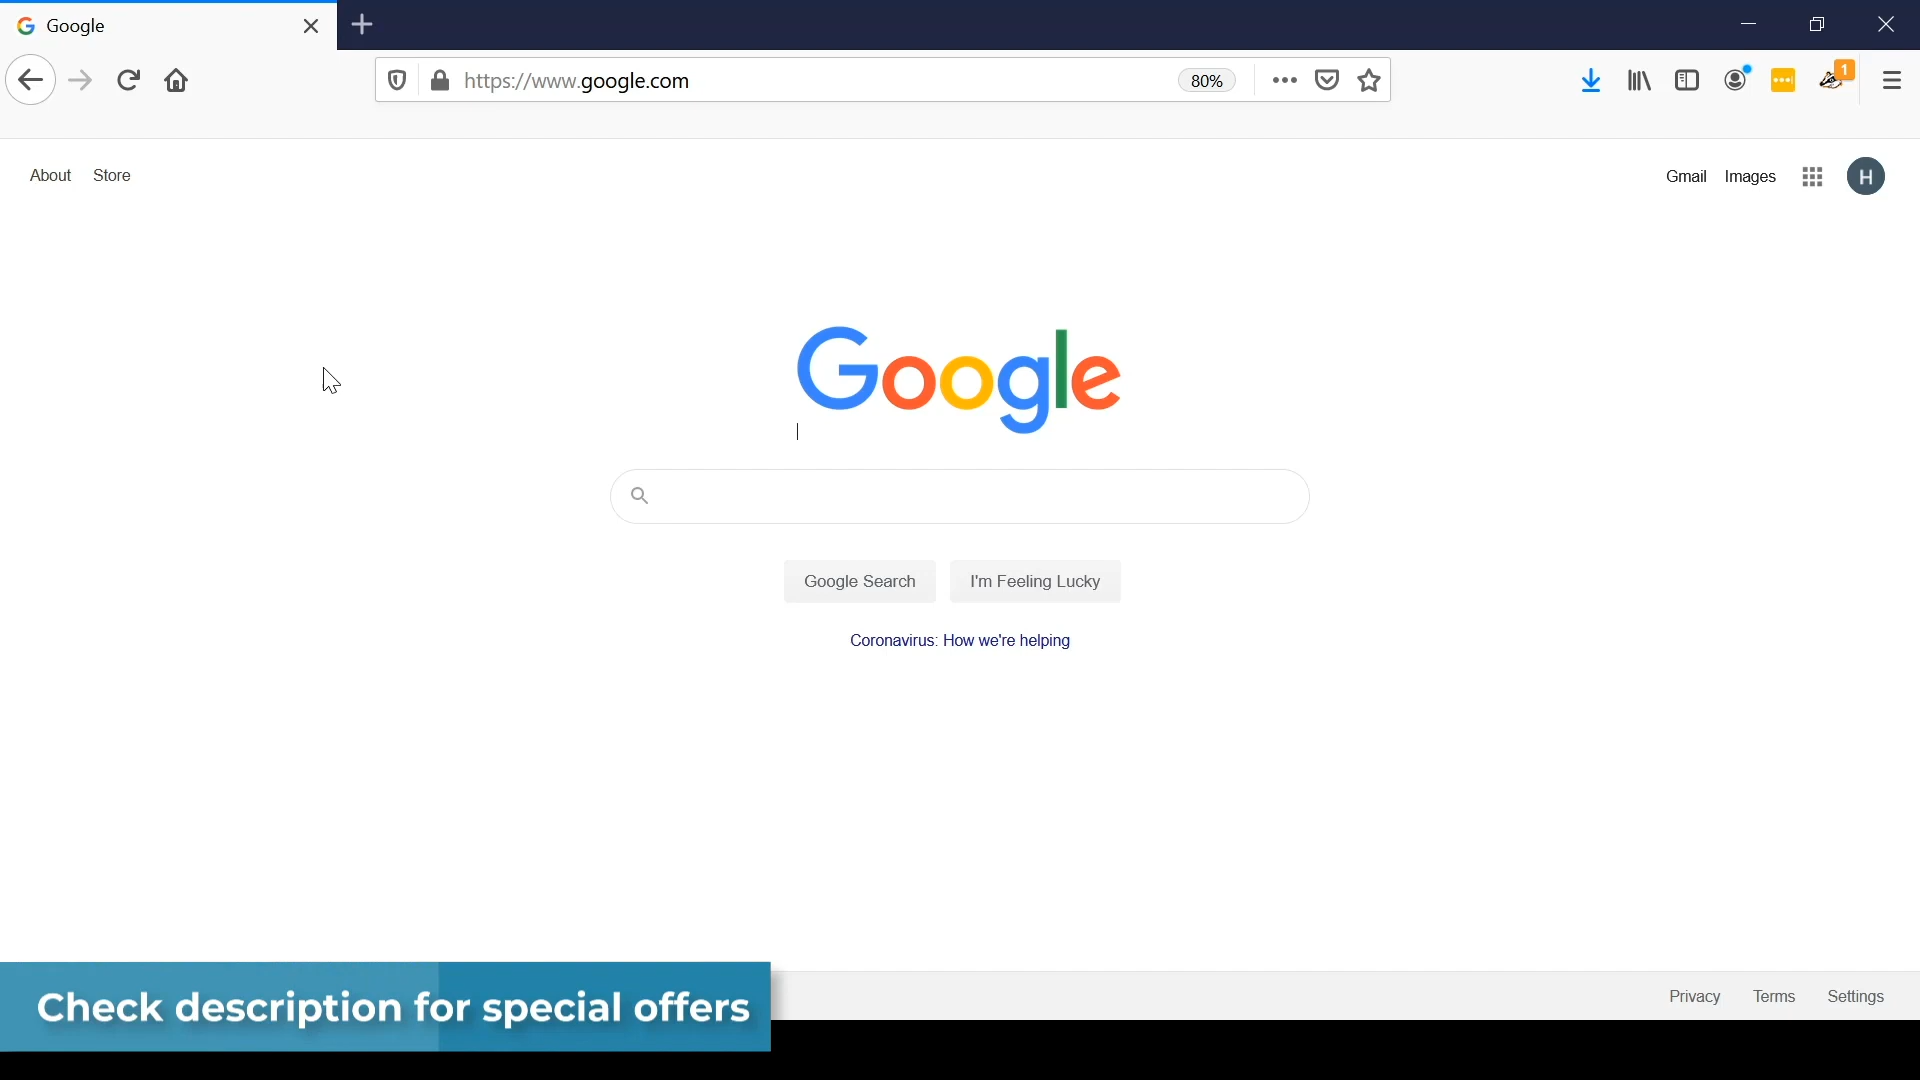 Google
https://www.google.com
80%
1
About Store
Gmail Images
H
Google
Google Search
I'm Feeling Lucky
Coronavirus: How we're helping
Check description for special offers
Privacy Terms Settings